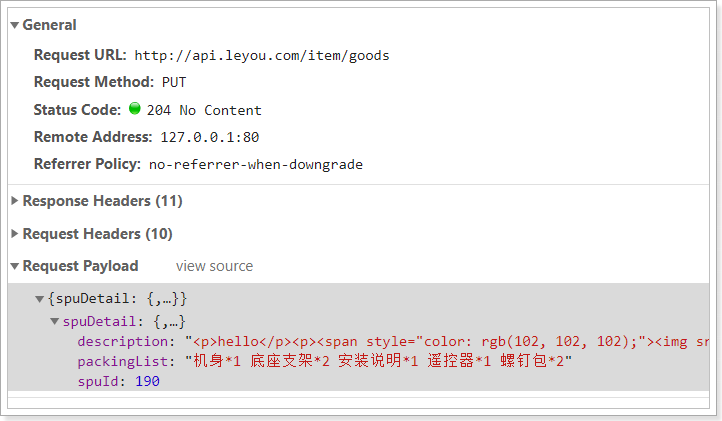 General
Request URL: http://api.leyou.com/item/goods
Request Method: PUT
Status Code: 204 No Content
Remote Address: 127.0.0.1:80
Referrer Policy: no-referrer-when-downgrade
Response Headers (11)
Request Headers (10)
Request Payload view source
{spuDetail: {,…}}
spuDetail: {,…}
description: "<p>hello</p><p><span style="color: rgb(102, 102, 102);"><img sr
packingList: "机身*1 底座支架*2 安装说明*1 遥控器*1 螺钉包*2"
spuId: 190